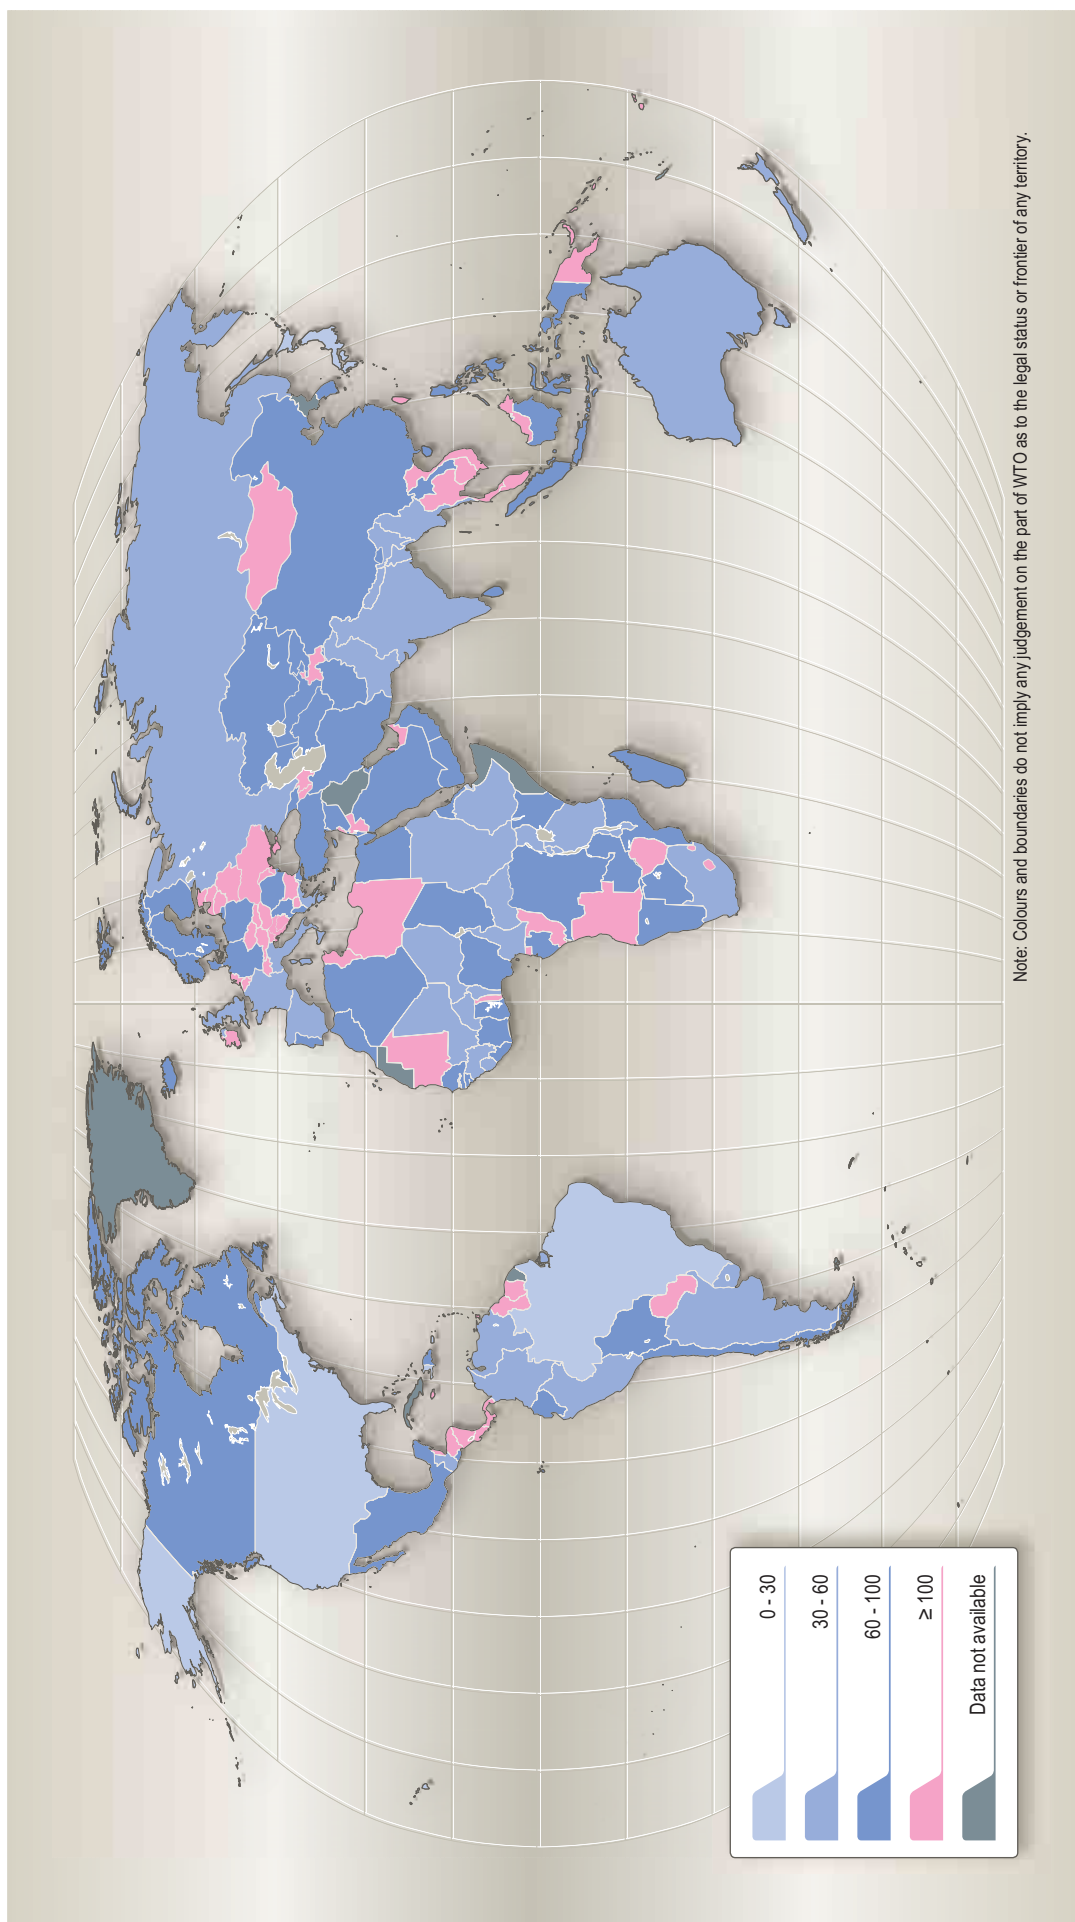 0 - 30
30 - 60
60 - 100
≥ 100
Data not available
Note: Colours and boundaries do not imply any judgement on the part of WTO as to the legal status or frontier of any territory.